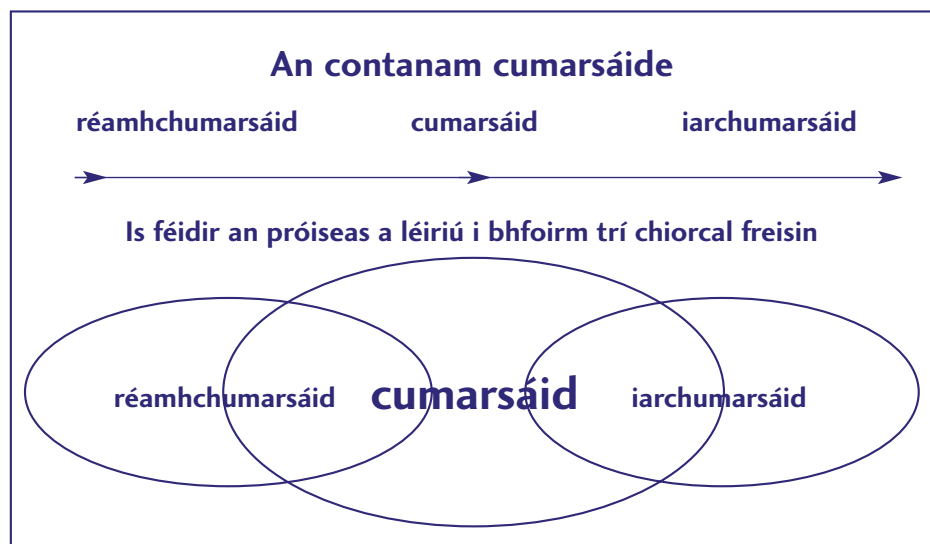 An contanam cumarsáide
réamhchumarsáid cumarsáid iarchumarsáid
Is féidir an próiseas a léiriú i bhfoirm trí chiorcal freisin
réamhchumarsáid cumarsáid iarchumarsáid